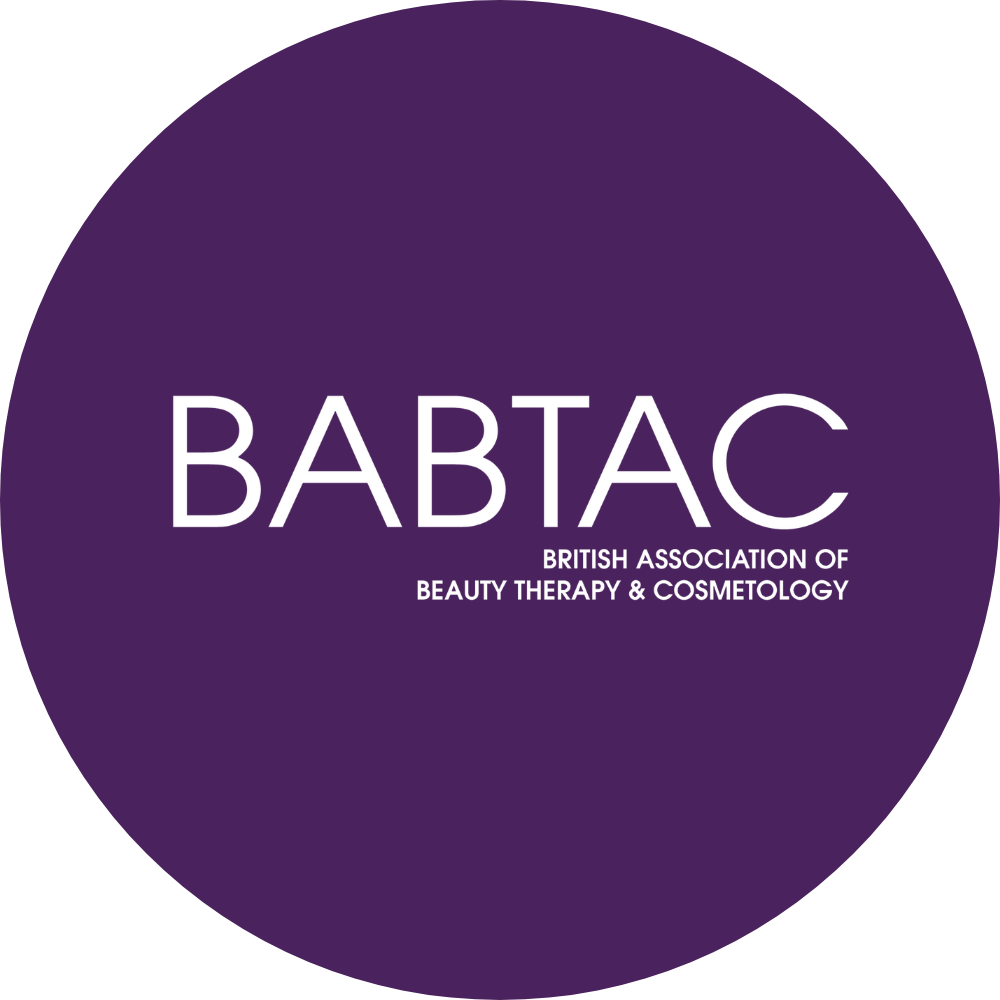 BABTAC
BRITISH ASSOCIATION OF
BEAUTY THERAPY & COSMETOLOGY